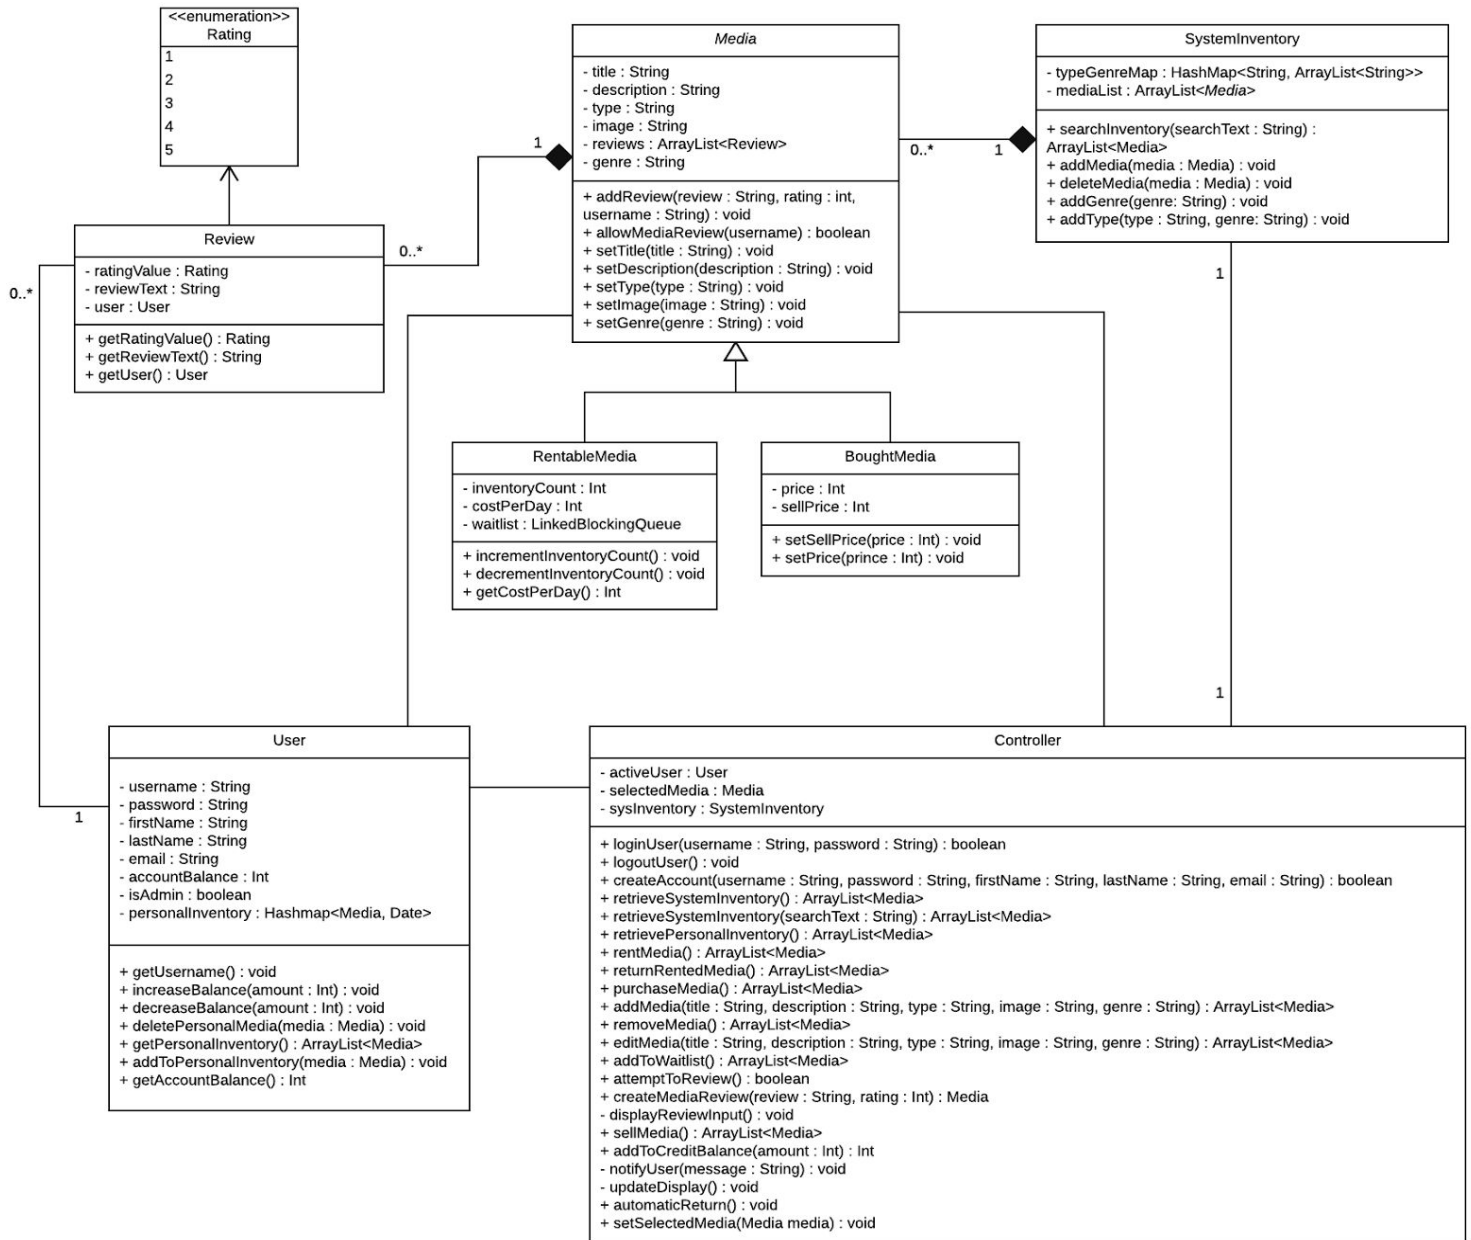 <<enumeration>>
Rating
1
2
3
4
5
Media
- title : String
- description : String
- type : String
- image : String
- reviews : ArrayList<Review>
- genre : String
+ addReview(review : String, rating : int,
username : String) : void
+ allowMediaReview(username) : boolean
+ setTitle(title : String) : void
+ setDescription(description : String) : void
+ setType(type : String) : void
+ setImage(image : String) : void
+ setGenre(genre : String) : void
SystemInventory
- typeGenreMap : HashMap<String, ArrayList<String>>
- mediaList : ArrayList<Media>
+ searchInventory(searchText : String) :
ArrayList<Media>
+ addMedia(media : Media) : void
+ deleteMedia(media : Media) : void
+ addGenre(genre: String) : void
+ addType(type : String, genre: String) : void
1
0..*
0..*
1
Review
- ratingValue : Rating
- reviewText : String
- user : User
+ getRatingValue() : Rating
+ getReviewText() : String
+ getUser() : User
0..*
1
1
1
RentableMedia
- inventoryCount : Int
- costPerDay : Int
- waitlist : LinkedBlockingQueue
+ incrementInventoryCount() : void
+ decrementInventoryCount() : void
+ getCostPerDay() : Int
BoughtMedia
- price : Int
- sellPrice : Int
+ setSellPrice(price : Int) : void
+ setPrice(prince : Int) : void
User
- username : String
- password : String
- firstName : String
- lastName : String
- email : String
- accountBalance : Int
- isAdmin : boolean
- personalInventory : Hashmap<Media, Date>
+ getUsername() : void
+ increaseBalance(amount : Int) : void
+ decreaseBalance(amount : Int) : void
+ deletePersonalMedia(media : Media) : void
+ getPersonalInventory() : ArrayList<Media>
+ addToPersonalInventory(media : Media) : void
+ getAccountBalance() : Int
1
Controller
- activeUser : User
- selectedMedia : Media
- sysInventory : SystemInventory
+ loginUser(username : String, password : String) : boolean
+ logoutUser() : void
+ createAccount(username : String, password : String, firstName : String, lastName : String, email : String) : boolean
+ retrieveSystemInventory() : ArrayList<Media>
+ retrieveSystemInventory(searchText : String) : ArrayList<Media>
+ retrievePersonalInventory() : ArrayList<Media>
+ rentMedia() : ArrayList<Media>
+ returnRentedMedia() : ArrayList<Media>
+ purchaseMedia() : ArrayList<Media>
+ addMedia(title : String, description : String, type : String, image : String, genre : String) : ArrayList<Media>
+ removeMedia() : ArrayList<Media>
+ editMedia(title : String, description : String, type : String, image : String, genre : String) : ArrayList<Media>
+ addToWaitlist() : ArrayList<Media>
+ attemptToReview() : boolean
+ createMediaReview(review : String, rating : Int) : Media
- displayReviewInput() : void
+ sellMedia() : ArrayList<Media>
+ addToCreditBalance(amount : Int) : Int
- notifyUser(message : String) : void
- updateDisplay() : void
+ automaticReturn() : void
+ setSelectedMedia(Media media) : void